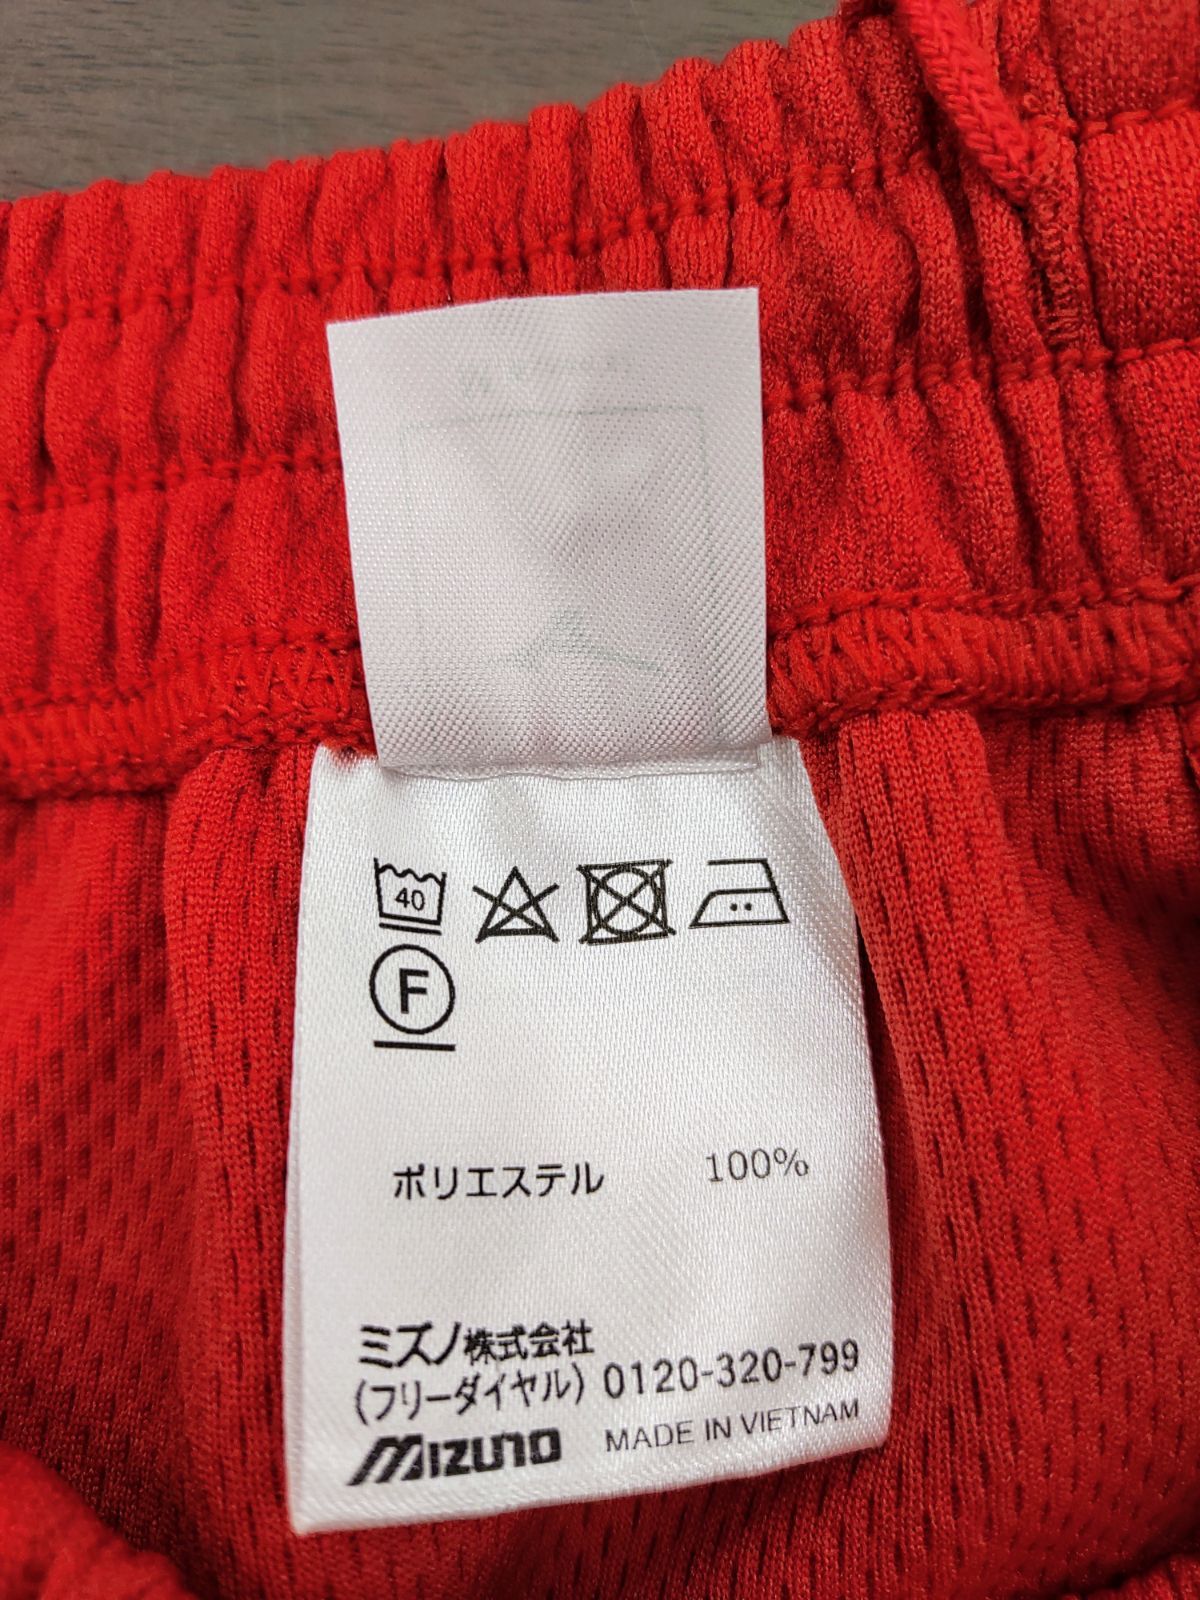 40
F
ポリエステル 100%
ミズノ株式会社
(フリーダイヤル) 0120-320-799
MIZUNO MADE IN VIETNAM